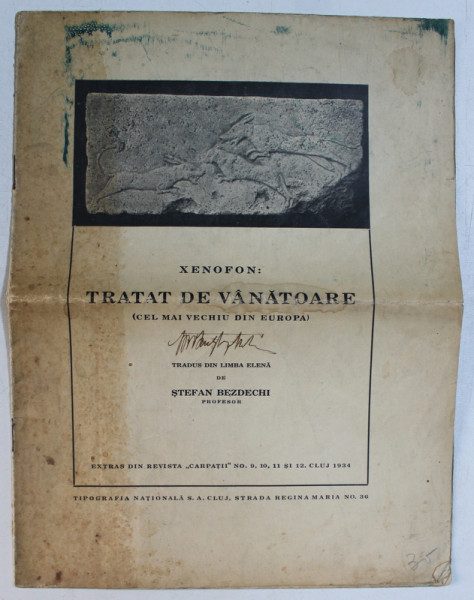 XENOFON:
TRATAT DE VÂNĂTOARE
(CEL MAI VECHIU DIN EUROPA)
TRADUS DIN LIMBA ELENĂ
DE
ȘTEFAN BEZDECHI
PROFESOR
EXTRAS DIN REVISTA „CARPAȚII" NO. 9, 10, 11 ȘI 12. CLUJ 1934
TIPOGRAFIA NAȚIONALĂ S. A. CLUJ, STRADA REGINA MARIA NO. 36
35